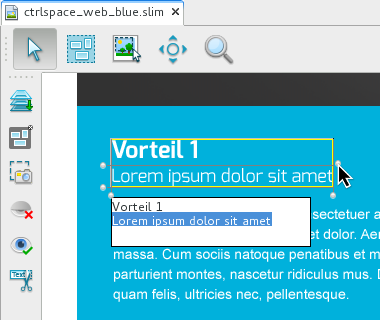 ctrlspace_web_blue.slim
Vorteil 1
Lorem ipsum dolor sit amet
Vorteil 1
Lorem ipsum dolor sit amet
sectetuer a
et dolor. Aen
massa. Cum sociis natoque penatibus et m
parturient montes, nascetur ridiculus mus. D
quam felis, ultricies nec, pellentesque.
Text